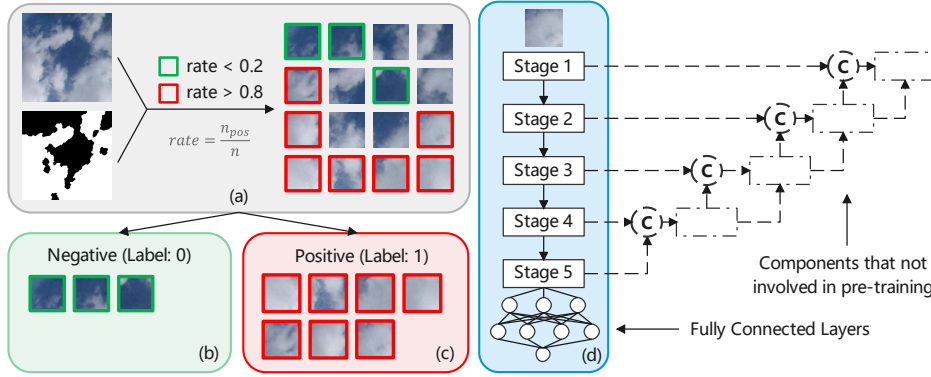 rate < 0.2
rate > 0.8
rate = n_pos / n
(a)
Negative (Label: 0)
(b)
Positive (Label: 1)
(c)
Stage 1
Stage 2
Stage 3
Stage 4
Stage 5
(d)
C
C
C
C
Components that not
involved in pre-training
Fully Connected Layers